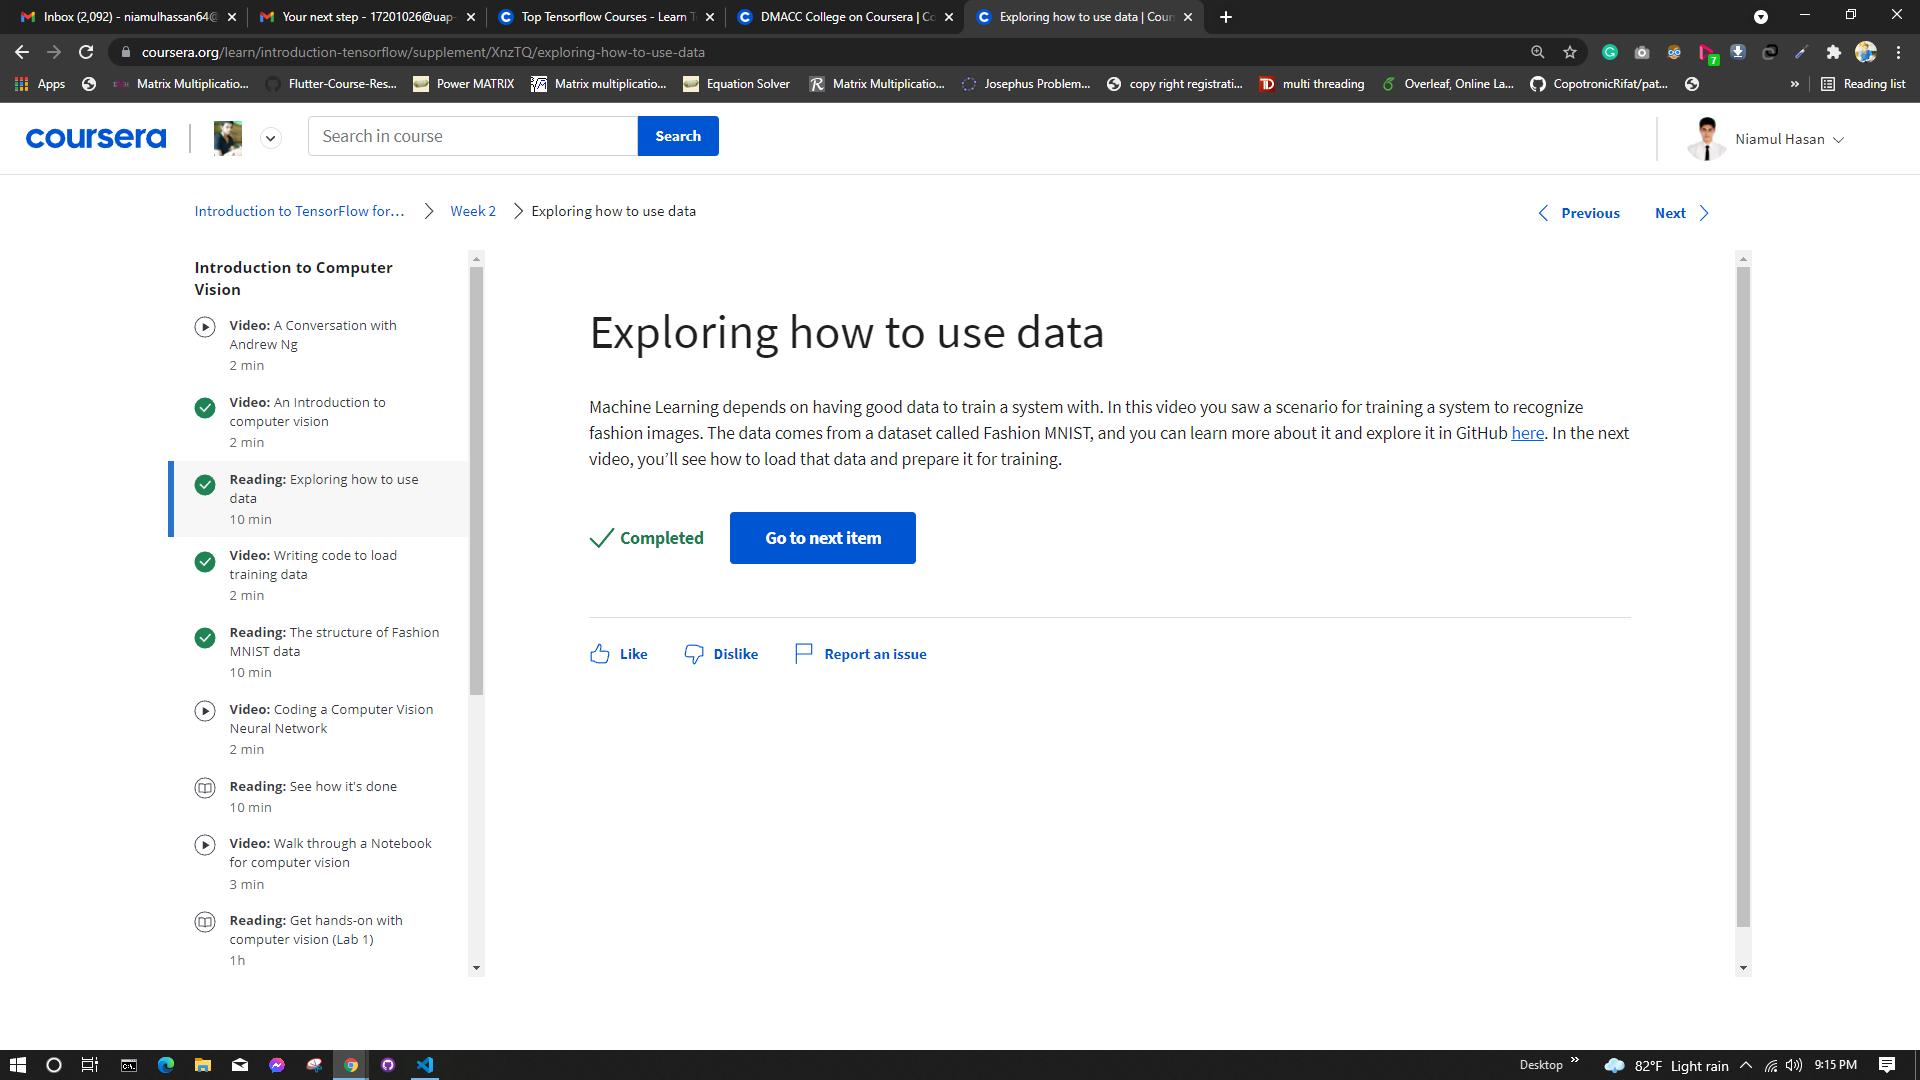 Inbox (2,092) - niamulhassan64@
Your next step - 17201026@uap-
Top Tensorflow Courses - Learn T
DMACC College on Coursera | Co
Exploring how to use data | Cour
coursera.org/learn/introduction-tensorflow/supplement/XnzTQ/exploring-how-to-use-data
7
Apps
Matrix Multiplicatio...
Flutter-Course-Res...
Power MATRIX
Matrix multiplicatio...
Equation Solver
Matrix Multiplicatio...
Josephus Problem...
copy right registrati...
multi threading
Overleaf, Online La...
CopotronicRifat/pat...
Reading list
coursera
Search in course
Search
Niamul Hasan
Introduction to TensorFlow for...
Week 2
Exploring how to use data
Previous
Next
Introduction to Computer
Vision
Video: A Conversation with
Andrew Ng
2 min
Video: An Introduction to
computer vision
2 min
Reading: Exploring how to use
data
10 min
Video: Writing code to load
training data
2 min
Reading: The structure of Fashion
MNIST data
10 min
Video: Coding a Computer Vision
Neural Network
2 min
Reading: See how it's done
10 min
Video: Walk through a Notebook
for computer vision
3 min
Reading: Get hands-on with
computer vision (Lab 1)
1h
Exploring how to use data
Machine Learning depends on having good data to train a system with. In this video you saw a scenario for training a system to recognize
fashion images. The data comes from a dataset called Fashion MNIST, and you can learn more about it and explore it in GitHub here. In the next
video, you’ll see how to load that data and prepare it for training.
Completed
Go to next item
Like
Dislike
Report an issue
Desktop
82°F Light rain
9:15 PM